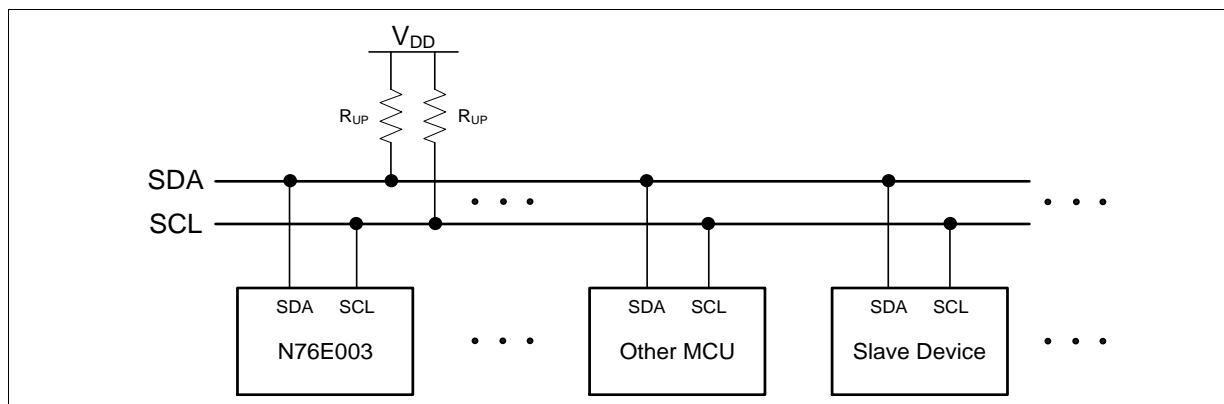 VDD
RUP RUP
SDA
SCL
SDA SCL SDA SCL SDA SCL
N76E003 Other MCU Slave Device